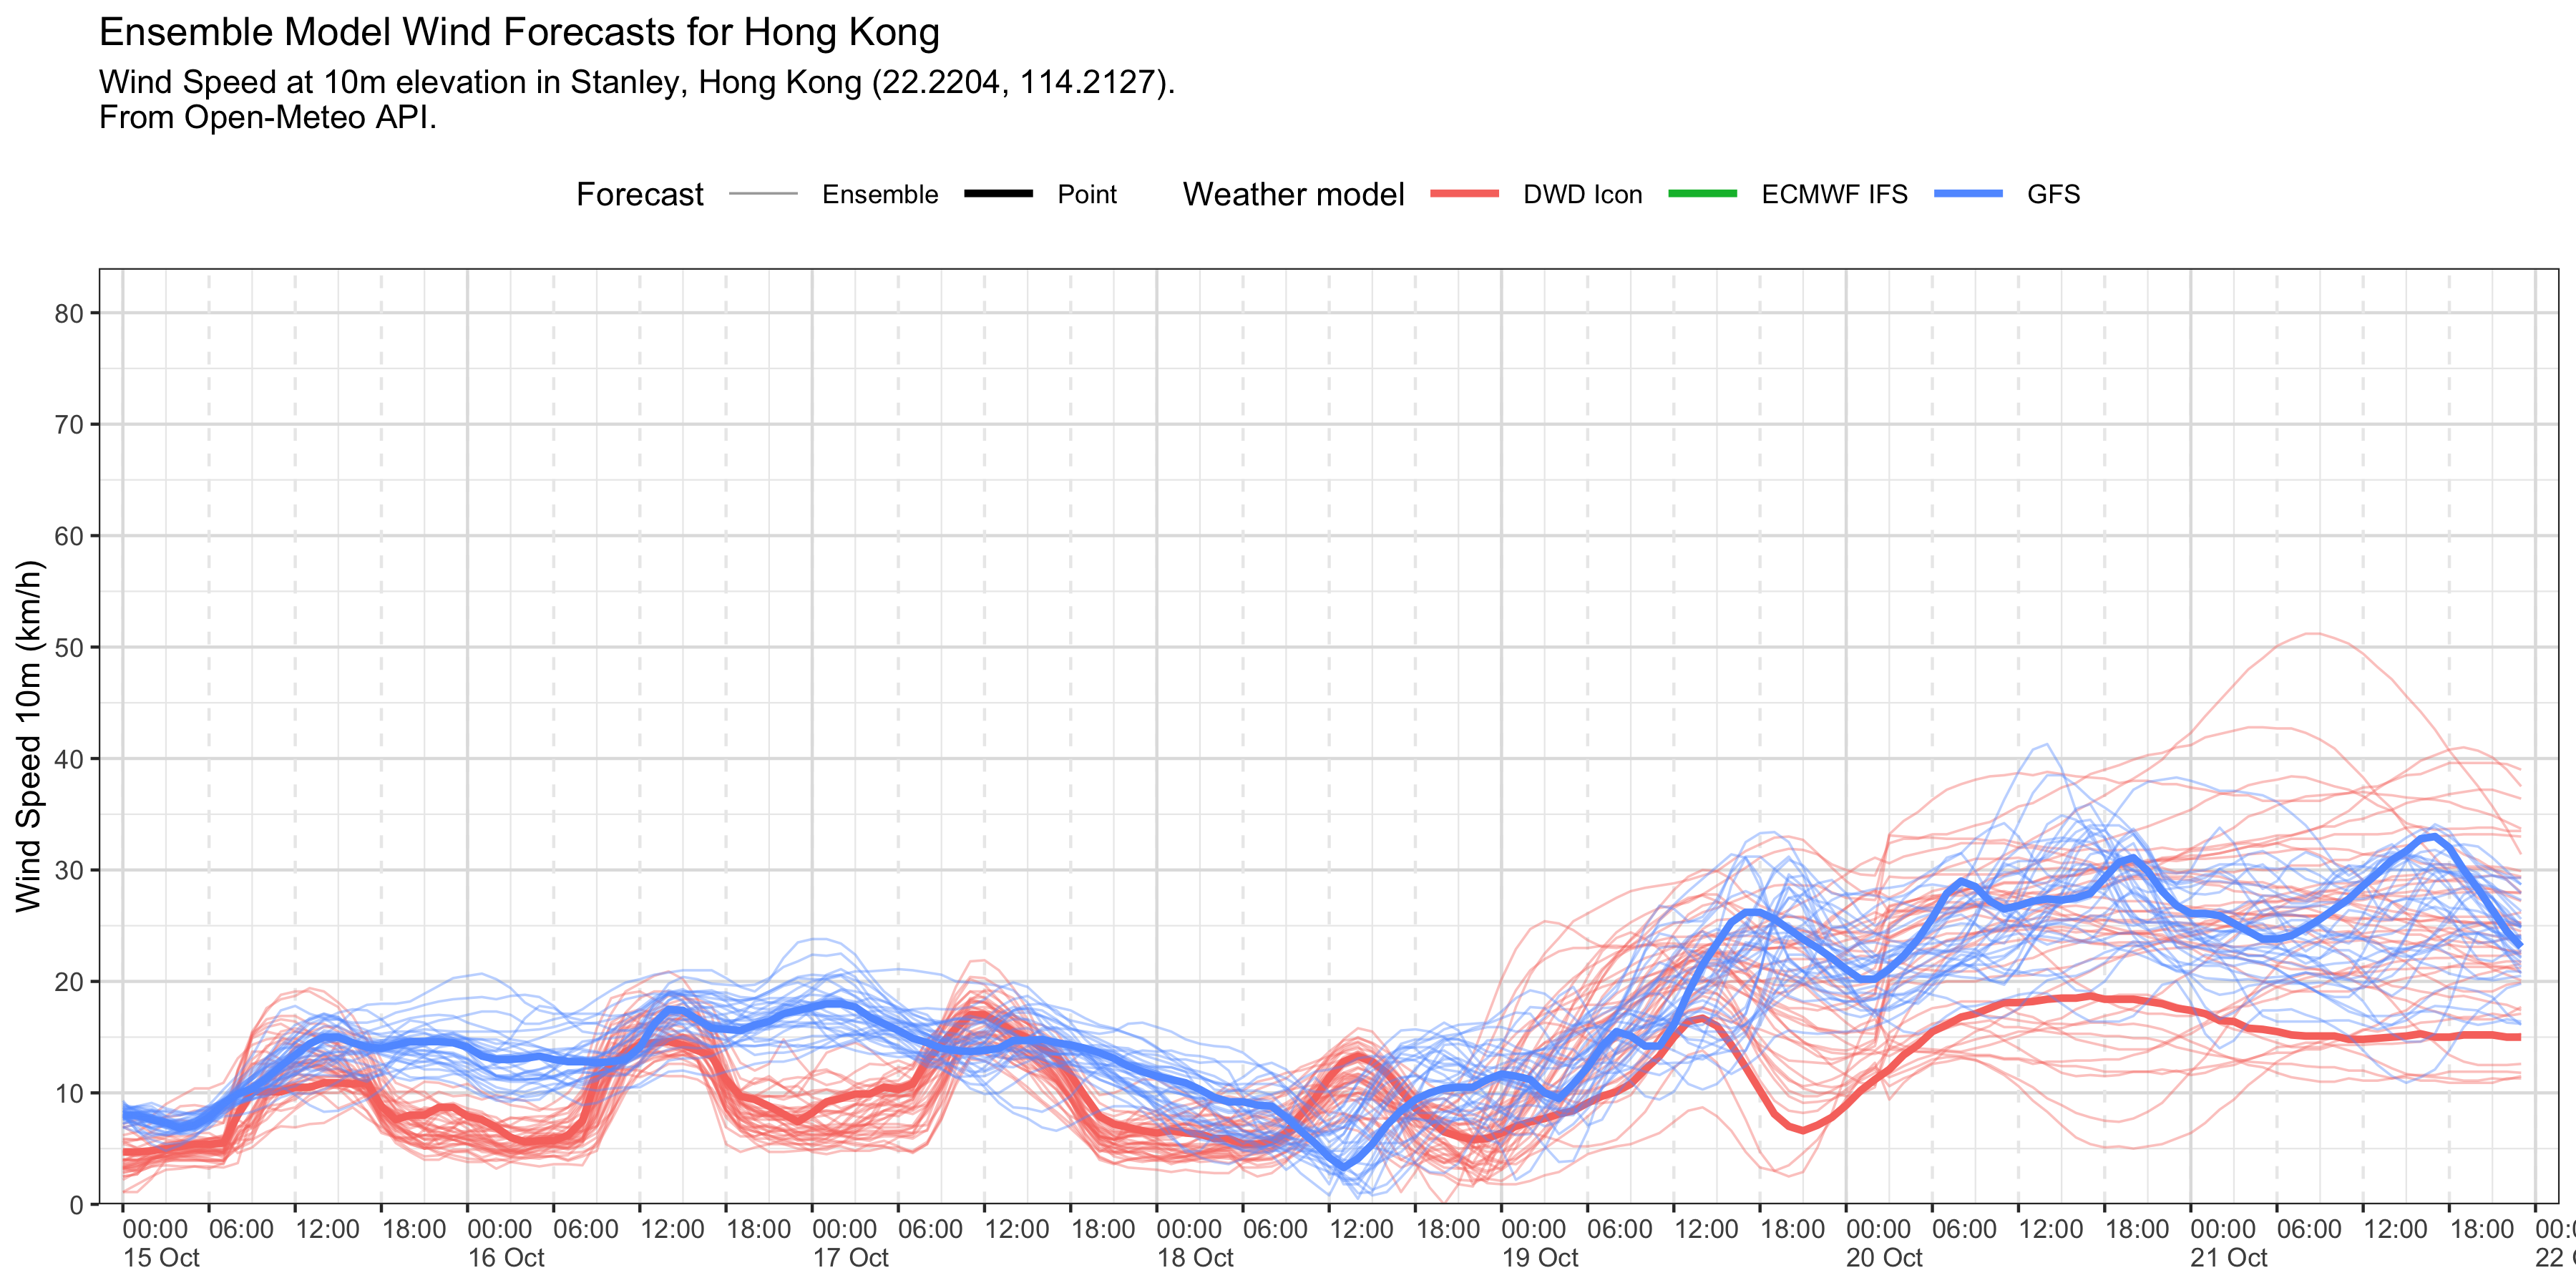 Ensemble Model Wind Forecasts for Hong Kong
Wind Speed at 10m elevation in Stanley, Hong Kong (22.2204, 114.2127).
From Open-Meteo API.
Forecast Ensemble Point Weather model DWD Icon ECMWF IFS GFS
Wind Speed 10m (km/h)
80
70
60
50
40
30
20
10
0
00:00 06:00 12:00 18:00 00:00 06:00 12:00 18:00 00:00 06:00 12:00 18:00 00:00 06:00 12:00 18:00 00:00 06:00 12:00 18:00 00:00 06:00 12:00 18:00 00:00 06:00 12:00 18:00 00:
15 Oct 16 Oct 17 Oct 18 Oct 19 Oct 20 Oct 21 Oct 22